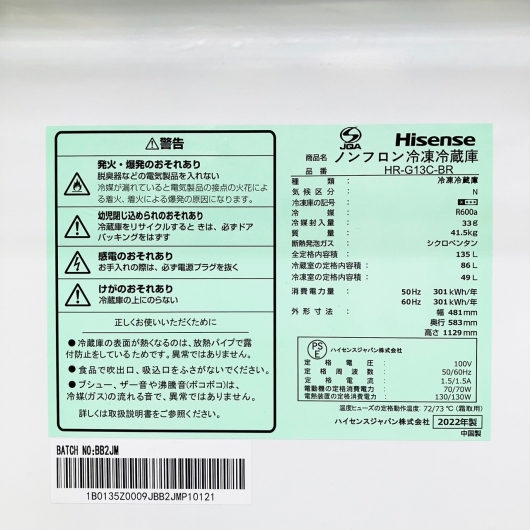 ⚠警告
発火・爆発のおそれあり
脱臭器などの電気製品を入れない
冷媒が漏れていると電気製品の接点の火花による着火、着火による爆発の原因になります。
幼児閉じ込められのおそれあり
冷蔵庫をリサイクルするときは、必ずドアパッキングをはずす
感電のおそれあり
お手入れの際は、必ず電源プラグを抜く
けがのおそれあり
冷蔵庫の上にのらない
正しくお使いいただくために
●冷蔵庫の表面が熱くなるのは、放熱パイプで露付防止をしているためです。異常ではありません。
●食品で吹出口、吸込口をふさがないでください。
●ブシュー、ザー音や沸騰音(ポコポコ)は、冷媒(ガス)の流れる音で、異常ではありません。
詳しくは取扱説明書をご参照ください
JQA
Hisense
商品名 ノンフロン冷凍冷蔵庫
品番 HR-G13C-BR
種類 : 冷凍冷蔵庫
気候区分 : N
冷凍庫の記号 :
冷媒 : R600a
冷媒封入量 : 33g
質量 : 41.5kg
断熱発泡ガス : シクロペンタン
全定格内容積 : 135 L
冷蔵室の定格内容積 : 86 L
冷凍室の定格内容積 : 49 L
消費電力量 : 50Hz 301 kWh/年
60Hz 301 kWh/年
外形寸法 : 幅 481mm
奥行 583mm
高さ 1129mm
PSE
ハイセンスジャパン株式会社
定格電圧 : 100V
定格周波数 : 50/60Hz
定格電流 : 1.5/1.5A
電動機の定格消費電力 : 70/70W
電熱装置の定格消費電力 : 130/130W
温度ヒューズの定格動作温度: 72/73℃(霜取用)
ハイセンスジャパン株式会社 2022年製
中国製
BATCH NO:BB2JM
1B0135Z0009JBB2JMP10121